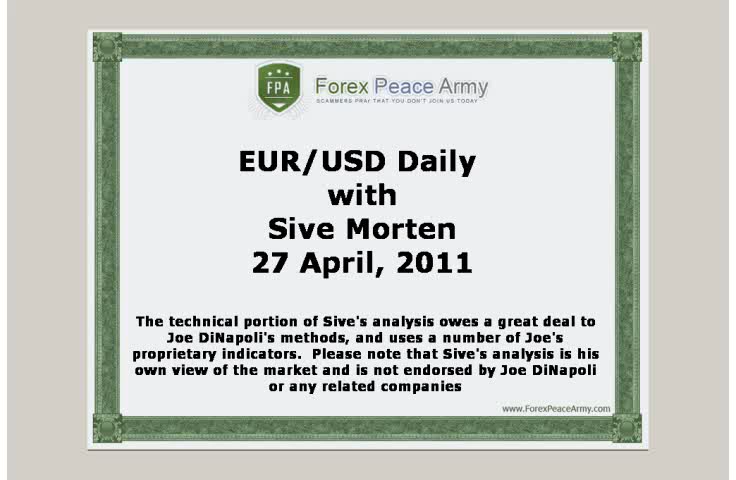 FPA
Forex Peace Army
SCAMMERS PRAY THAT YOU DON'T JOIN US TODAY
EUR/USD Daily
with
Sive Morten
27 April, 2011
The technical portion of Sive's analysis owes a great deal to
Joe DiNapoli's methods, and uses a number of Joe's
proprietary indicators.  Please note that Sive's analysis is his
own view of the market and is not endorsed by Joe DiNapoli
or any related companies
www.ForexPeaceArmy.com